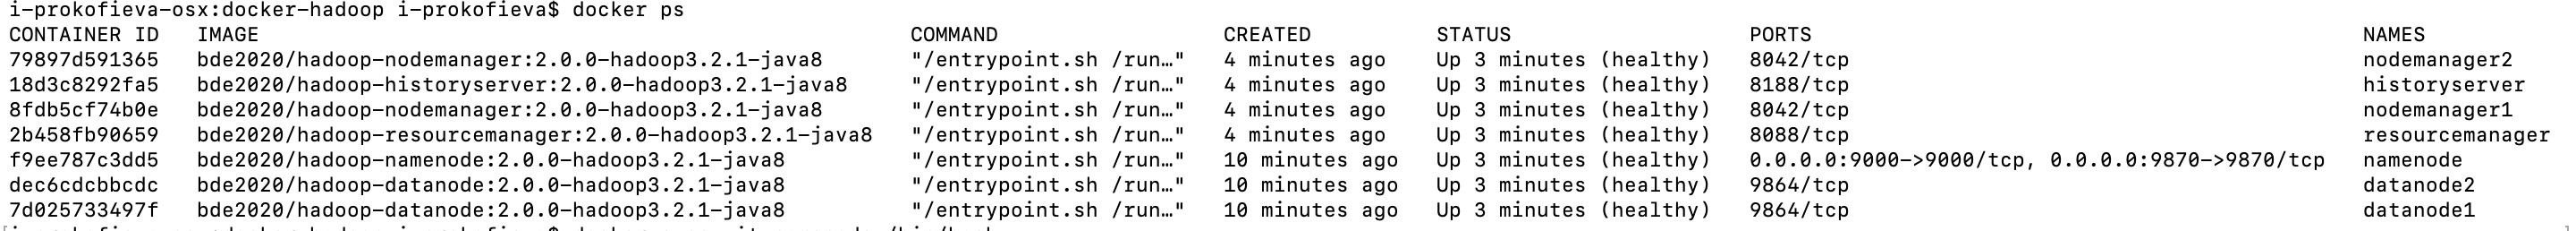 i-prokofieva-osx:docker-hadoop i-prokofieva$ docker ps
CONTAINER ID IMAGE COMMAND CREATED STATUS PORTS NAMES
79897d591365 bde2020/hadoop-nodemanager:2.0.0-hadoop3.2.1-java8 "/entrypoint.sh /run…" 4 minutes ago Up 3 minutes (healthy) 8042/tcp nodemanager2
18d3c8292fa5 bde2020/hadoop-historyserver:2.0.0-hadoop3.2.1-java8 "/entrypoint.sh /run…" 4 minutes ago Up 3 minutes (healthy) 8188/tcp historyserver
8fdb5cf74b0e bde2020/hadoop-nodemanager:2.0.0-hadoop3.2.1-java8 "/entrypoint.sh /run…" 4 minutes ago Up 3 minutes (healthy) 8042/tcp nodemanager1
2b458fb90659 bde2020/hadoop-resourcemanager:2.0.0-hadoop3.2.1-java8 "/entrypoint.sh /run…" 4 minutes ago Up 3 minutes (healthy) 8088/tcp resourcemanager
f9ee787c3dd5 bde2020/hadoop-namenode:2.0.0-hadoop3.2.1-java8 "/entrypoint.sh /run…" 10 minutes ago Up 3 minutes (healthy) 0.0.0.0:9000->9000/tcp, 0.0.0.0:9870->9870/tcp namenode
dec6cdcbbcdc bde2020/hadoop-datanode:2.0.0-hadoop3.2.1-java8 "/entrypoint.sh /run…" 10 minutes ago Up 3 minutes (healthy) 9864/tcp datanode2
7d025733497f bde2020/hadoop-datanode:2.0.0-hadoop3.2.1-java8 "/entrypoint.sh /run…" 10 minutes ago Up 3 minutes (healthy) 9864/tcp datanode1